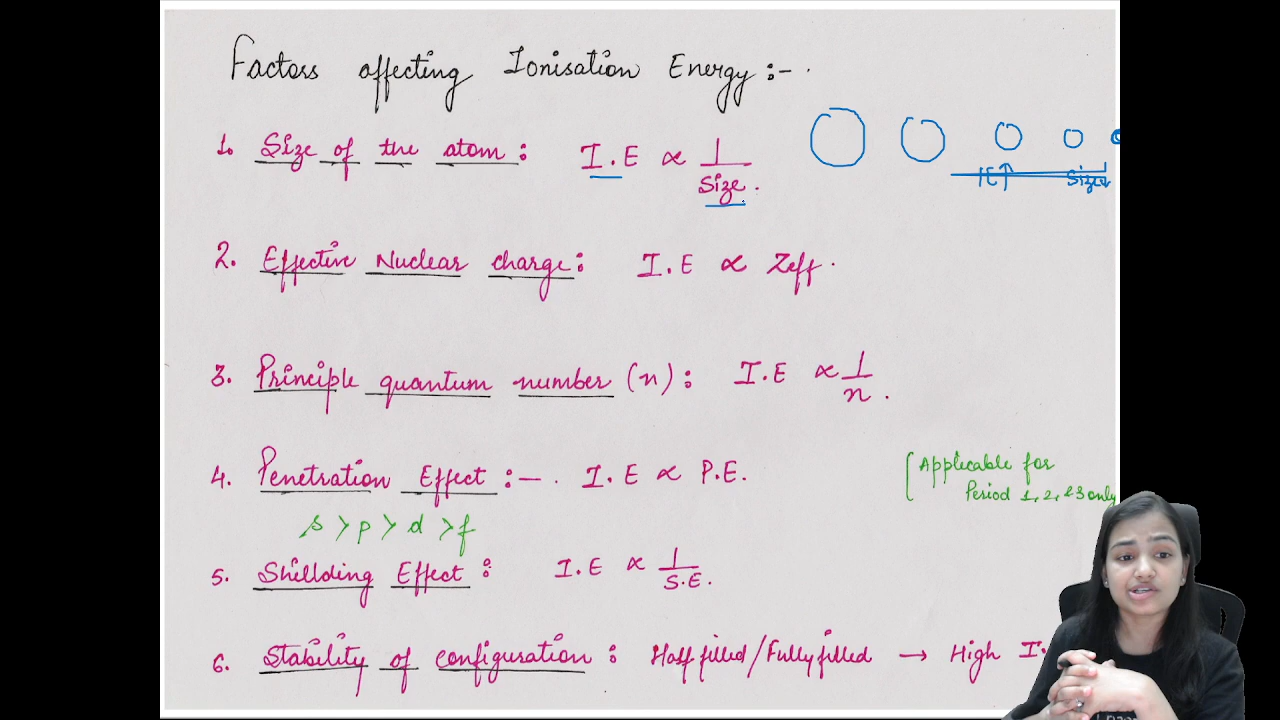 Factors affecting Ionisation Energy :-
1. Size of the atom : I.E ∝ 1/Size .
IE↑ Size↓
2. Effective Nuclear charge : I.E ∝ Zeff .
3. Principle quantum number (n) : I.E ∝ 1/n .
4. Penetration Effect :- . I.E ∝ P.E.
[Applicable for
Period 1, 2, & 3 only
s > p > d > f
5. Shillding Effect : I.E ∝ 1/S.E.
6. Stability of configuration : Half filled/Fully filled → High I.